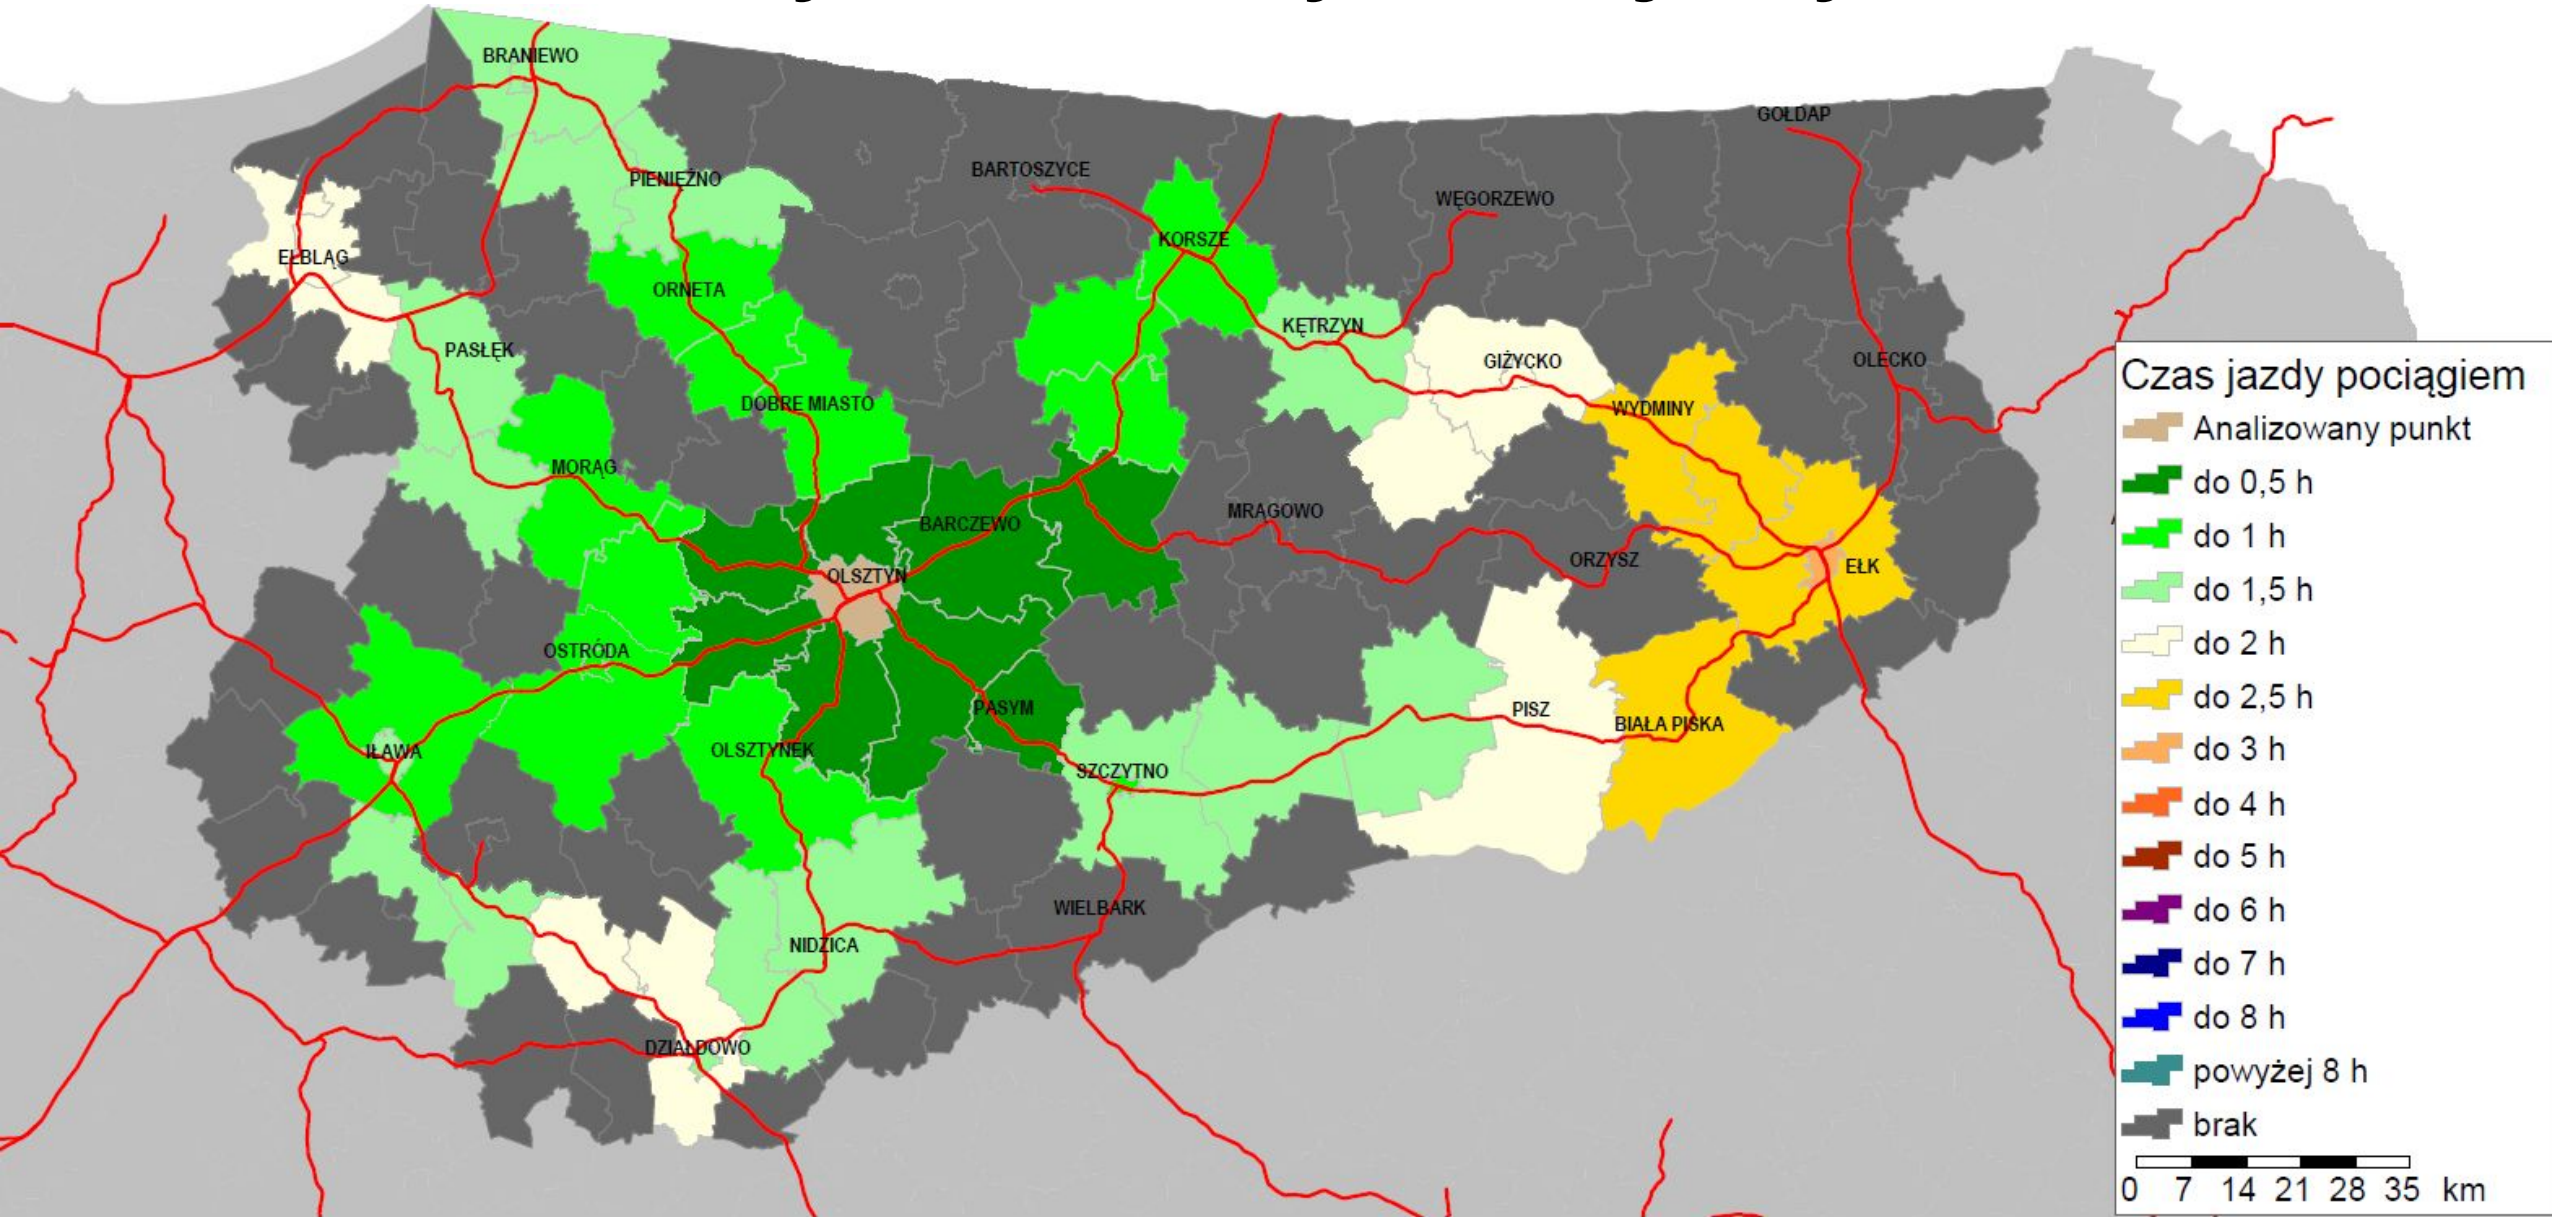 BRANIEWO
GOŁDAP
BARTOSZYCE
PIENIĘŻNO
WĘGORZEWO
KORSZE
ELBLĄG
ORNETA
KĘTRZYN
PASŁĘK
GIŻYCKO
OLECKO
DOBRE MIASTO
WYDMINY
MORĄG
MRĄGOWO
BARCZEWO
ORZYSZ
EŁK
OLSZTYN
OSTRÓDA
PASYM
PISZ
BIAŁA PISKA
IŁAWA
OLSZTYNEK
SZCZYTNO
WIELBARK
NIDZICA
DZIAŁDOWO
Czas jazdy pociągiem
Analizowany punkt
do 0,5 h
do 1 h
do 1,5 h
do 2 h
do 2,5 h
do 3 h
do 4 h
do 5 h
do 6 h
do 7 h
do 8 h
powyżej 8 h
brak
0 7 14 21 28 35 km